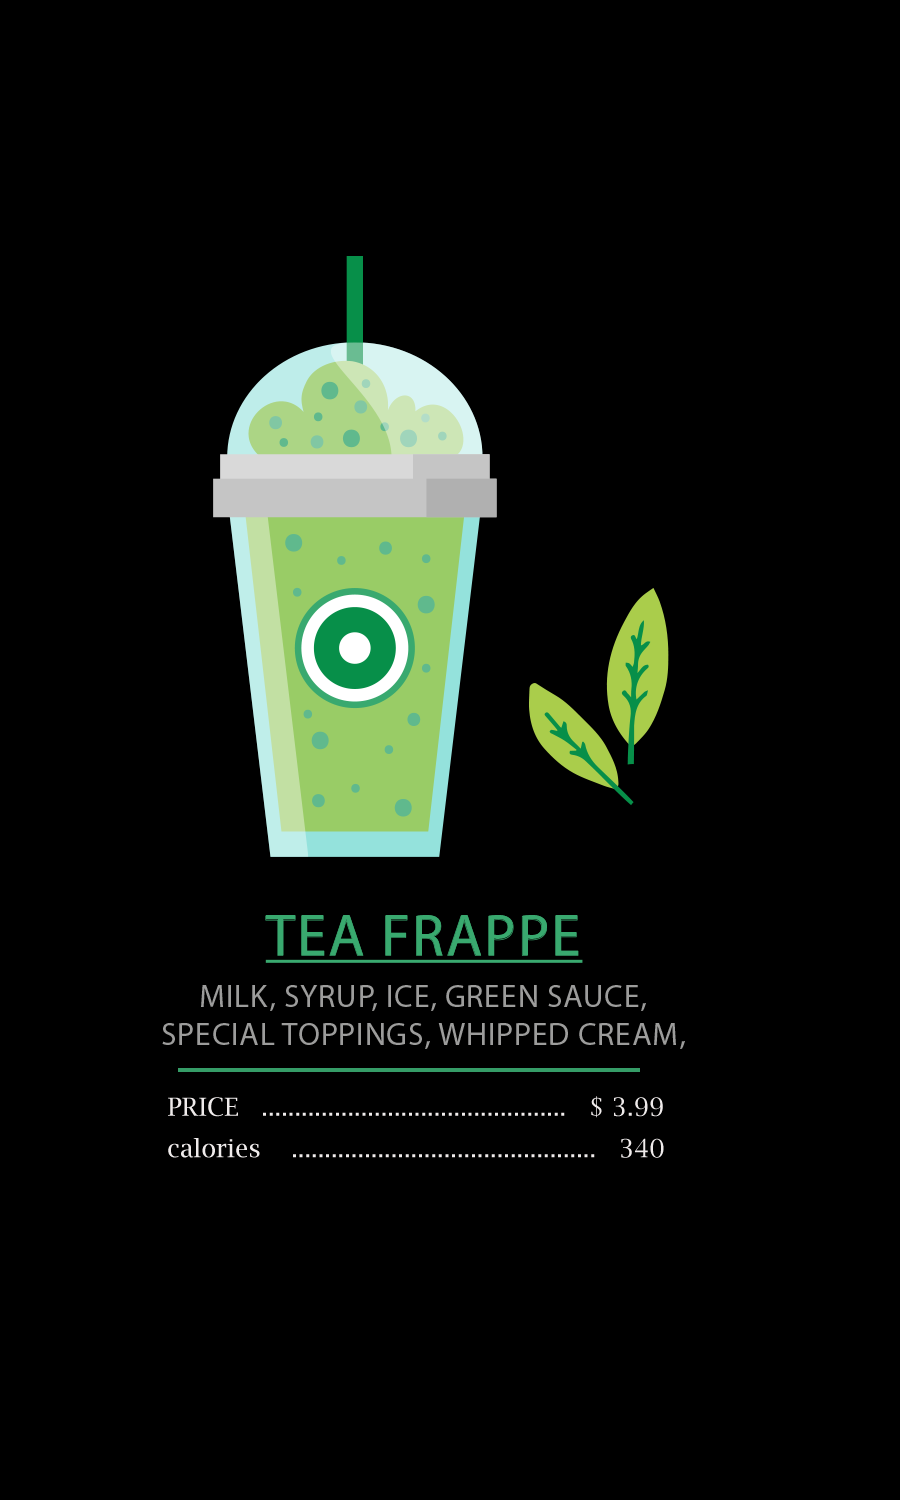 TEA FRAPPE
MILK, SYRUP, ICE, GREEN SAUCE,
SPECIAL TOPPINGS, WHIPPED CREAM,
PRICE .............................................. $ 3.99
calories .............................................. 340